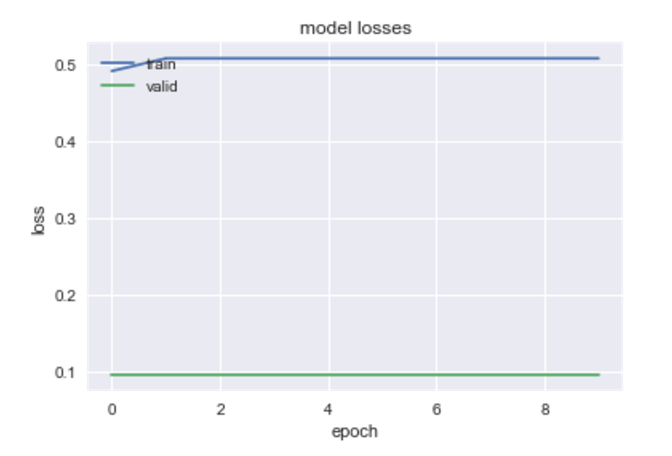 model losses
train
valid
0.5
0.4
0.3
0.2
0.1
loss
0 2 4 6 8
epoch